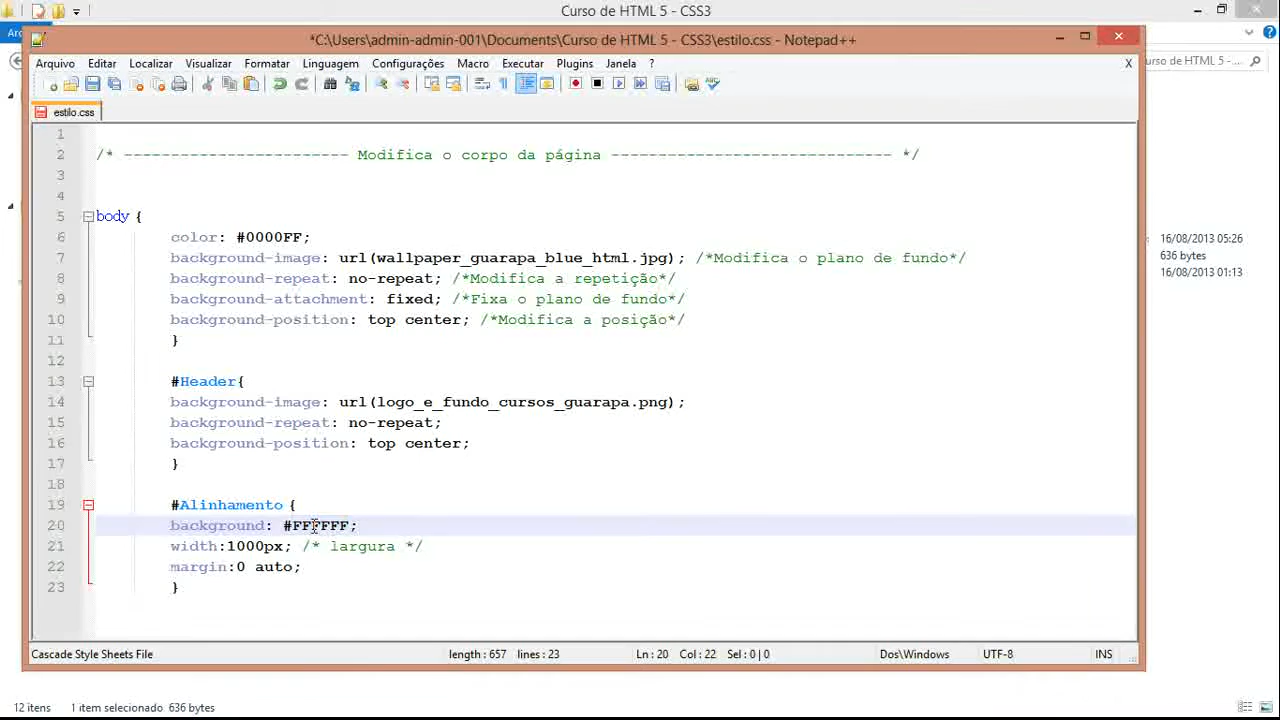 Curso de HTML 5 - CSS3
*C:\Users\admin-admin-001\Documents\Curso de HTML 5 - CSS3\estilo.css - Notepad++
Arquivo Editar Localizar Visualizar Formatar Linguagem Configurações Macro Executar Plugins Janela ? X
urso de HTML 5 - ...
estilo.css
1
2 /* ------------------------ Modifica o corpo da página ------------------------------ */
3
4
5 body {
6 color: #0000FF;
7 background-image: url(wallpaper_guarapa_blue_html.jpg); /*Modifica o plano de fundo*/
8 background-repeat: no-repeat; /*Modifica a repetição*/
9 background-attachment: fixed; /*Fixa o plano de fundo*/
10 background-position: top center; /*Modifica a posição*/
11 }
12
13 #Header{
14 background-image: url(logo_e_fundo_cursos_guarapa.png);
15 background-repeat: no-repeat;
16 background-position: top center;
17 }
18
19 #Alinhamento {
20 background: #FFFFFF;
21 width:1000px; /* largura */
22 margin:0 auto;
23 }
16/08/2013 05:26
636 bytes
16/08/2013 01:13
Cascade Style Sheets File length : 657 lines : 23 Ln : 20 Col : 22 Sel : 0 | 0 Dos\Windows UTF-8 INS
12 itens 1 item selecionado 636 bytes